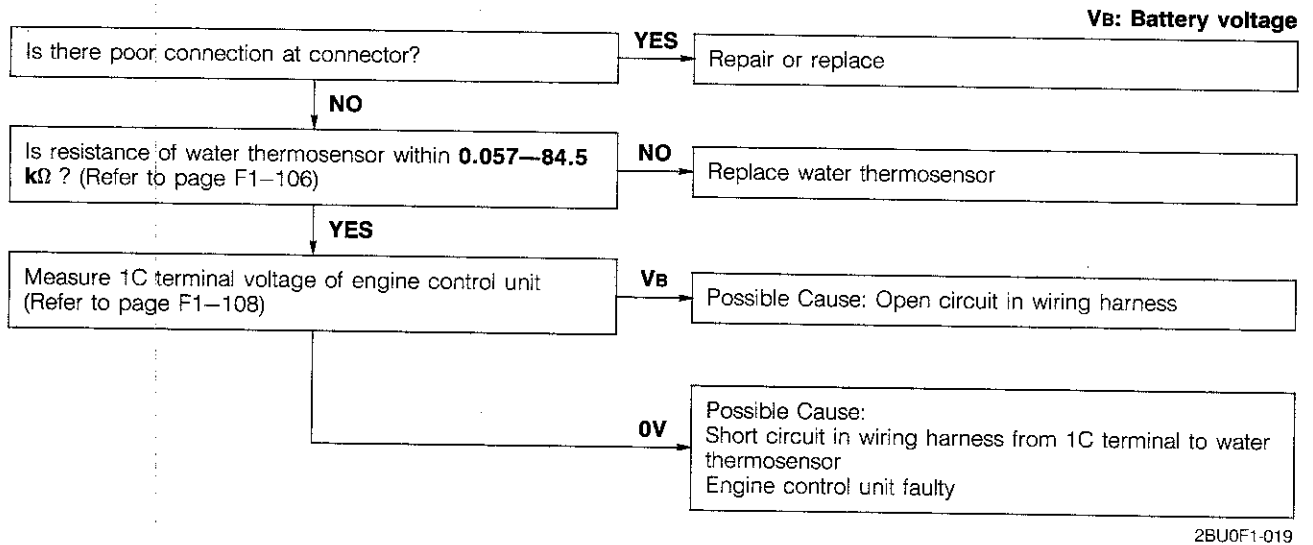 VB: Battery voltage
Is there poor connection at connector?
YES
Repair or replace
NO
Is resistance of water thermosensor within 0.057—84.5
kΩ ? (Refer to page F1–106)
NO
Replace water thermosensor
YES
Measure 1C terminal voltage of engine control unit
(Refer to page F1–108)
VB
Possible Cause: Open circuit in wiring harness
0V
Possible Cause:
Short circuit in wiring harness from 1C terminal to water
thermosensor
Engine control unit faulty
2BU0F1-019